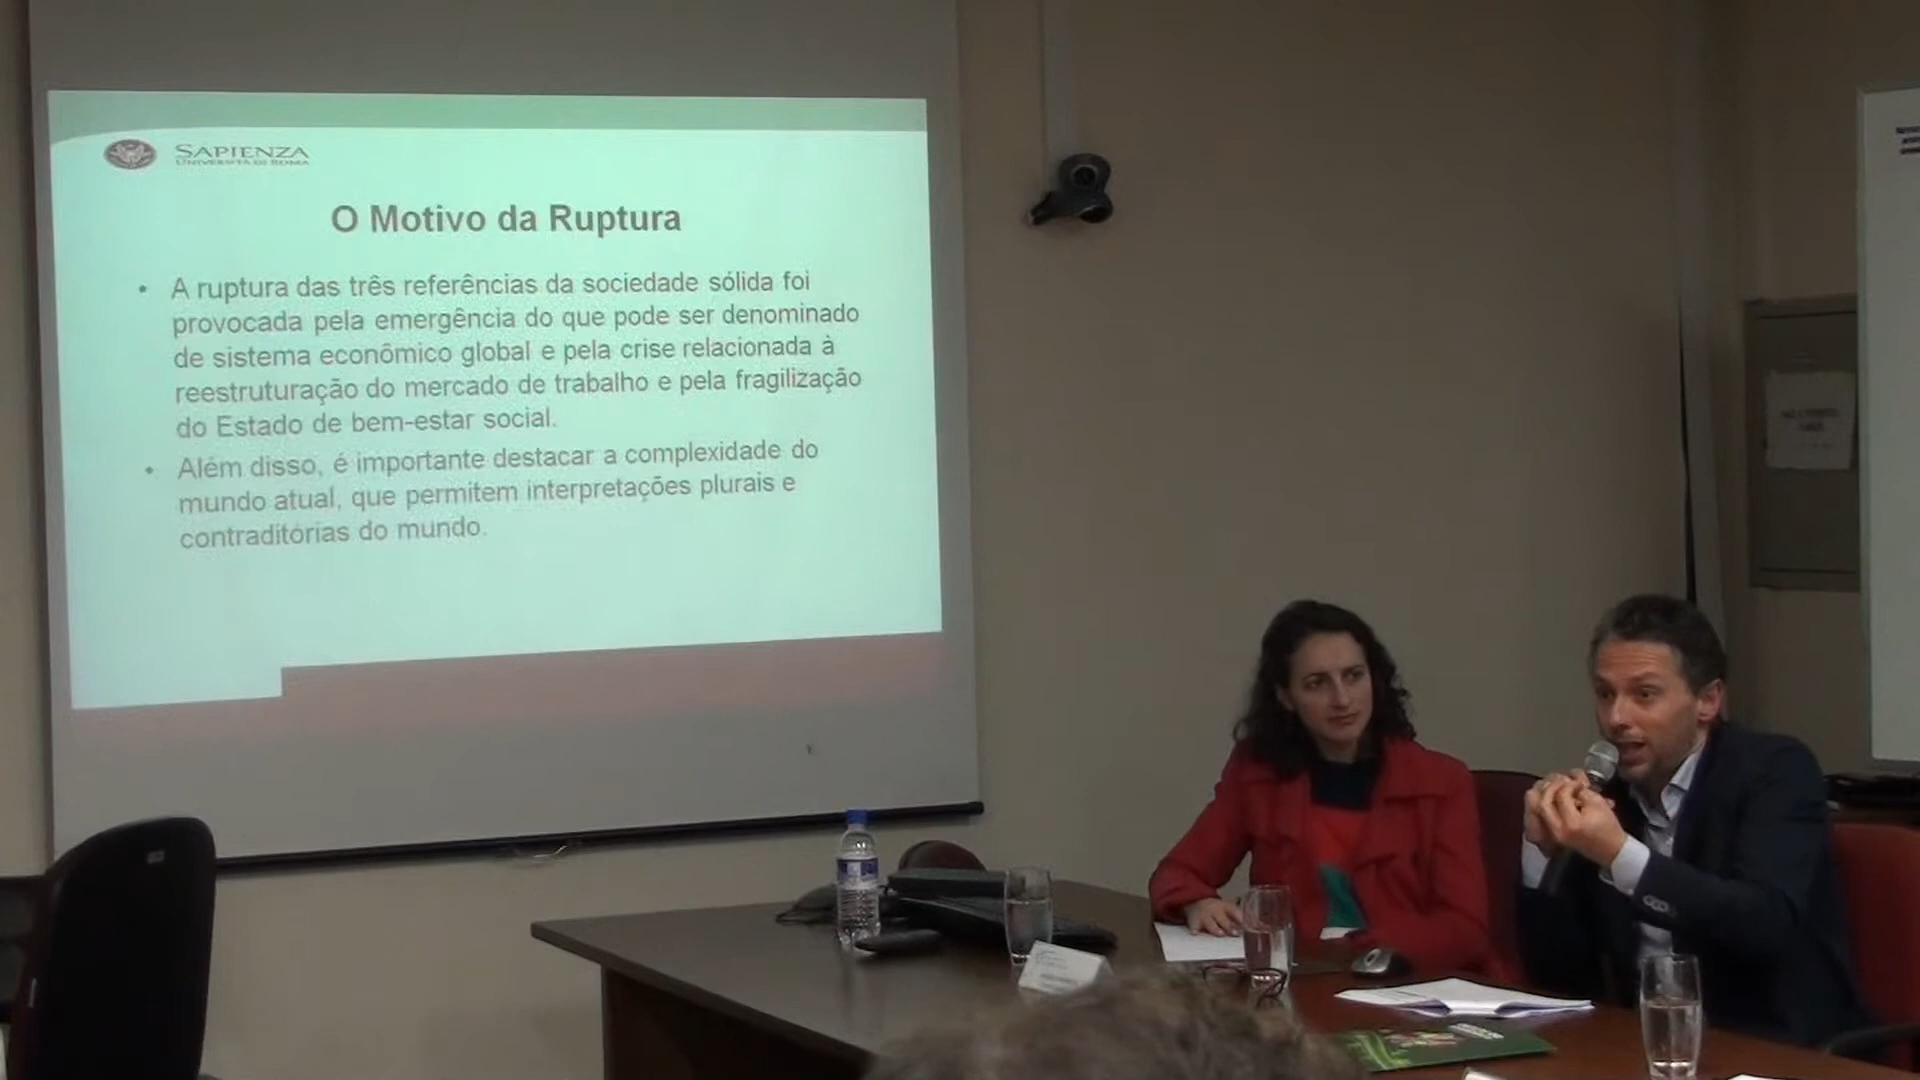 SAPIENZA
UNIVERSITÀ DI ROMA
O Motivo da Ruptura
• A ruptura das três referências da sociedade sólida foi
provocada pela emergência do que pode ser denominado
de sistema econômico global e pela crise relacionada à
reestruturação do mercado de trabalho e pela fragilização
do Estado de bem-estar social.
• Além disso, é importante destacar a complexidade do
mundo atual, que permitem interpretações plurais e
contraditórias do mundo.